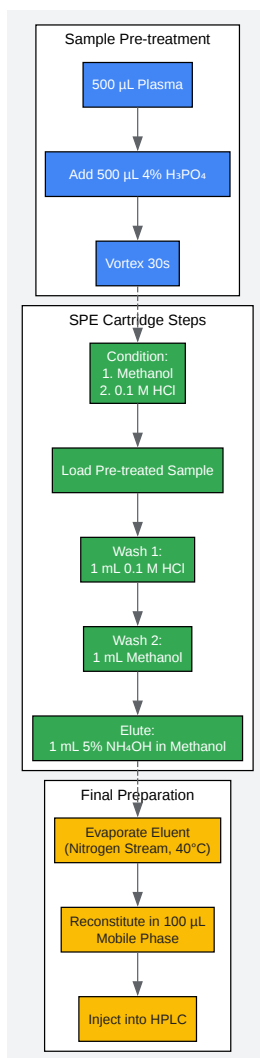 Sample Pre-treatment
500 µL Plasma
Add 500 µL 4% H₃PO₄
Vortex 30s
SPE Cartridge Steps
Condition:
1. Methanol
2. 0.1 M HCl
Load Pre-treated Sample
Wash 1:
1 mL 0.1 M HCl
Wash 2:
1 mL Methanol
Elute:
1 mL 5% NH₄OH in Methanol
Final Preparation
Evaporate Eluent
(Nitrogen Stream, 40°C)
Reconstitute in 100 µL
Mobile Phase
Inject into HPLC